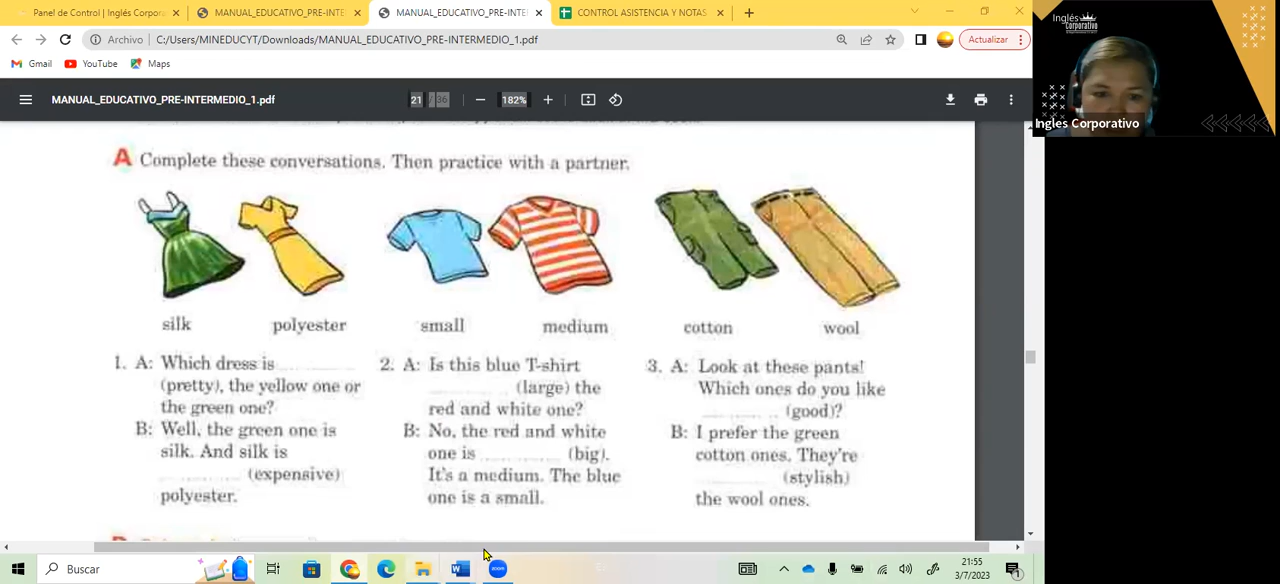 Panel de Control | Inglés Corpora
MANUAL_EDUCATIVO_PRE-INTE
MANUAL_EDUCATIVO_PRE-INTE
CONTROL ASISTENCIA Y NOTAS
Archivo
C:/Users/MINEDUCYT/Downloads/MANUAL_EDUCATIVO_PRE-INTERMEDIO_1.pdf
Actualizar
Gmail
YouTube
Maps
MANUAL_EDUCATIVO_PRE-INTERMEDIO_1.pdf
21 / 36
182%
Inglés
Corporativo
Ingles Corporativo
A Complete these conversations. Then practice with a partner.
silk
polyester
small
medium
cotton
wool
1. A: Which dress is
(pretty), the yellow one or
the green one?
B: Well, the green one is
silk. And silk is
(expensive)
polyester.
2. A: Is this blue T-shirt
(large) the
red and white one?
B: No, the red and white
one is (big).
It's a medium. The blue
one is a small.
3. A: Look at these pants!
Which ones do you like
(good)?
B: I prefer the green
cotton ones. They're
(stylish)
the wool ones.
Buscar
zoom
21:55
3/7/2023